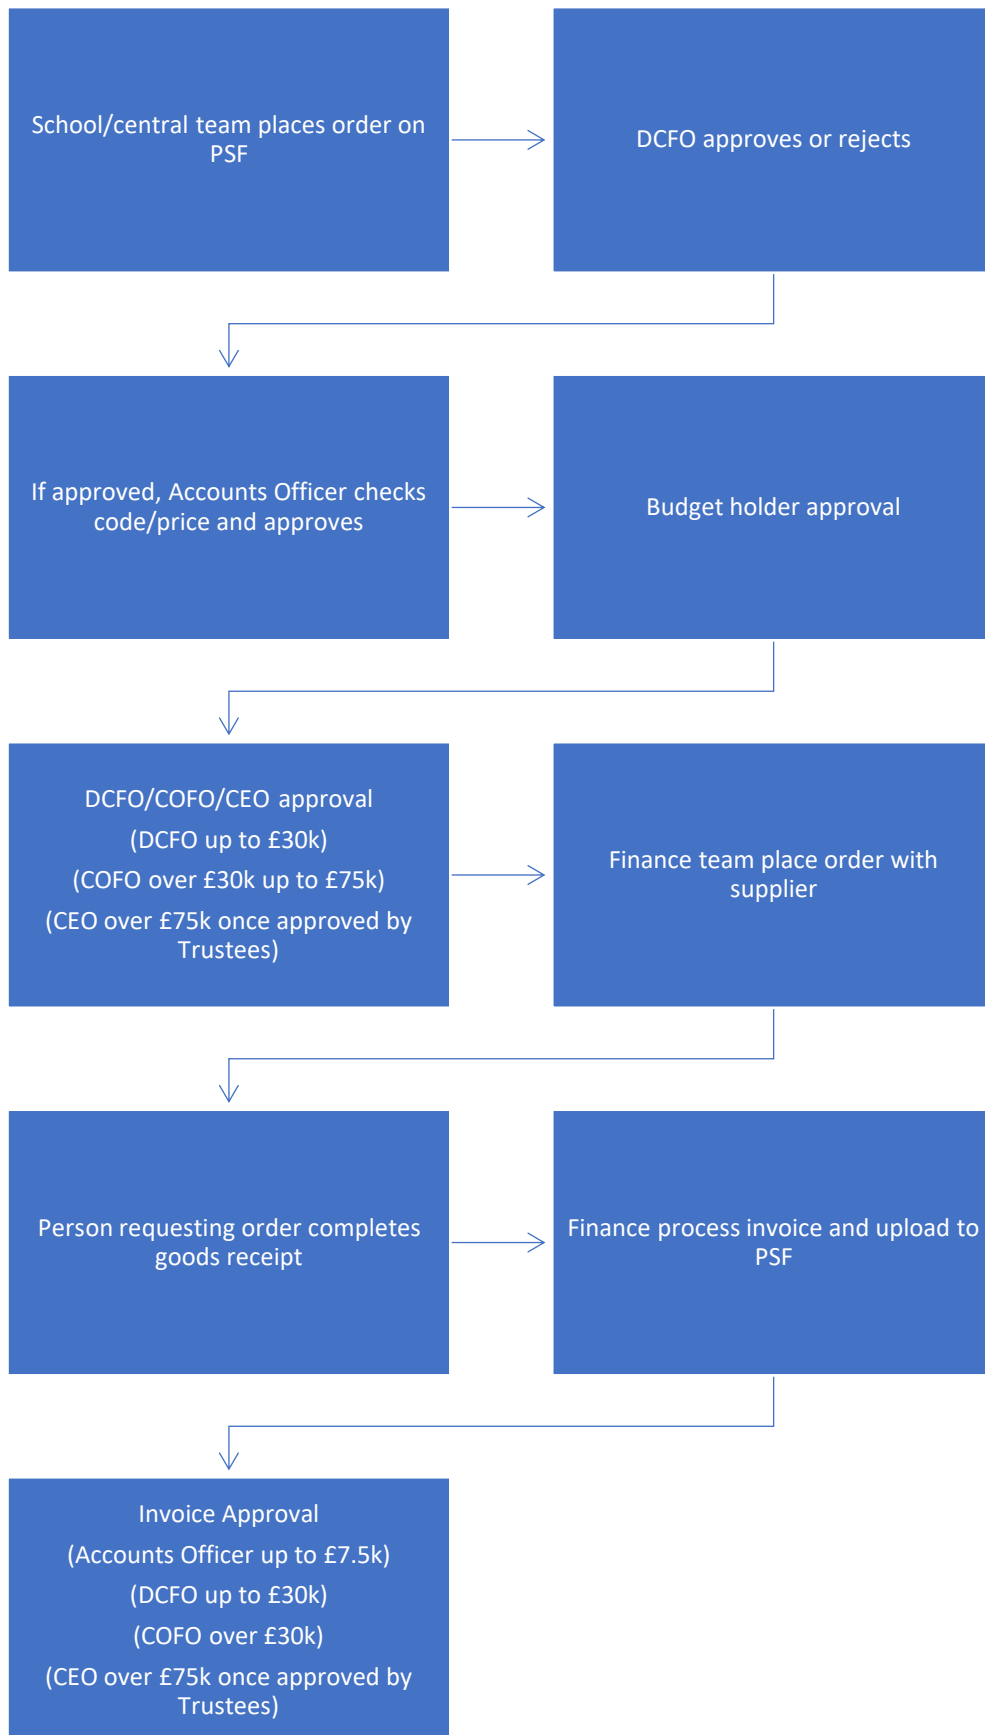 School/central team places order on
PSF
DCFO approves or rejects
If approved, Accounts Officer checks
code/price and approves
Budget holder approval
DCFO/COFO/CEO approval
(DCFO up to £30k)
(COFO over £30k up to £75k)
(CEO over £75k once approved by
Trustees)
Finance team place order with
supplier
Person requesting order completes
goods receipt
Finance process invoice and upload to
PSF
Invoice Approval
(Accounts Officer up to £7.5k)
(DCFO up to £30k)
(COFO over £30k)
(CEO over £75k once approved by
Trustees)